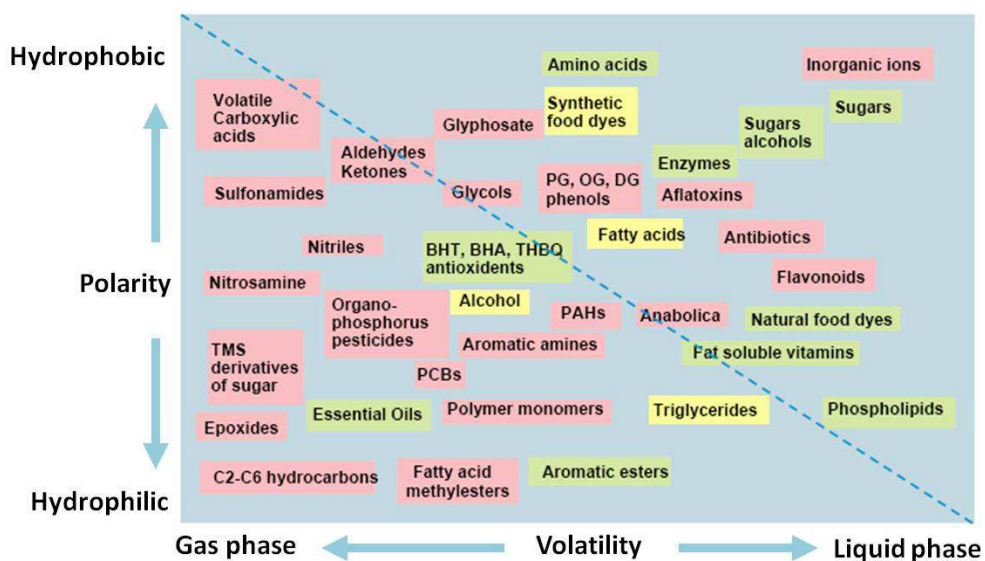 Hydrophobic
Polarity
Hydrophilic
Amino acids
Inorganic ions
Volatile
Carboxylic
acids
Synthetic
food dyes
Sugars
Glyphosate
Sugars
alcohols
Aldehydes
Ketones
Enzymes
Sulfonamides
Glycols
PG, OG, DG
phenols
Aflatoxins
Nitriles
BHT, BHA, THBQ
antioxidents
Fatty acids
Antibiotics
Nitrosamine
Flavonoids
Organo-
phosphorus
pesticides
Alcohol
PAHs
Anabolica
Natural food dyes
TMS
derivatives
of sugar
Aromatic amines
Fat soluble vitamins
PCBs
Epoxides
Essential Oils
Polymer monomers
Triglycerides
Phospholipids
C2-C6 hydrocarbons
Fatty acid
methylesters
Aromatic esters
Gas phase
Volatility
Liquid phase